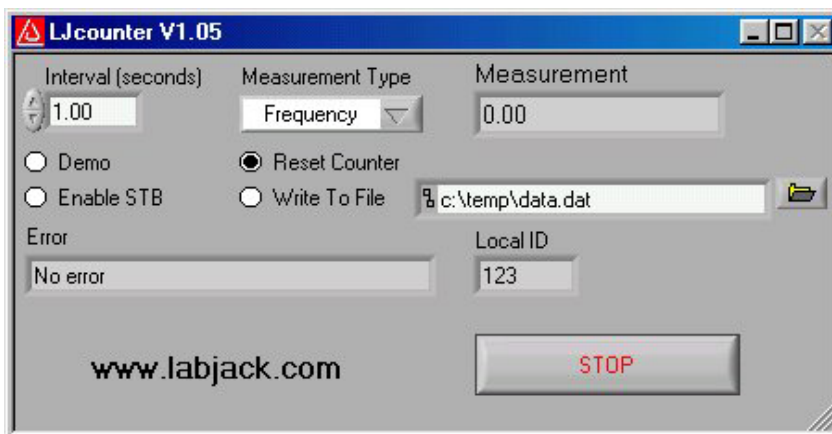 LJcounter V1.05
Interval (seconds)
Measurement Type
Measurement
1.00
Frequency
0.00
Demo
Reset Counter
Enable STB
Write To File
c:\temp\data.dat
Error
Local ID
No error
123
www.labjack.com
STOP